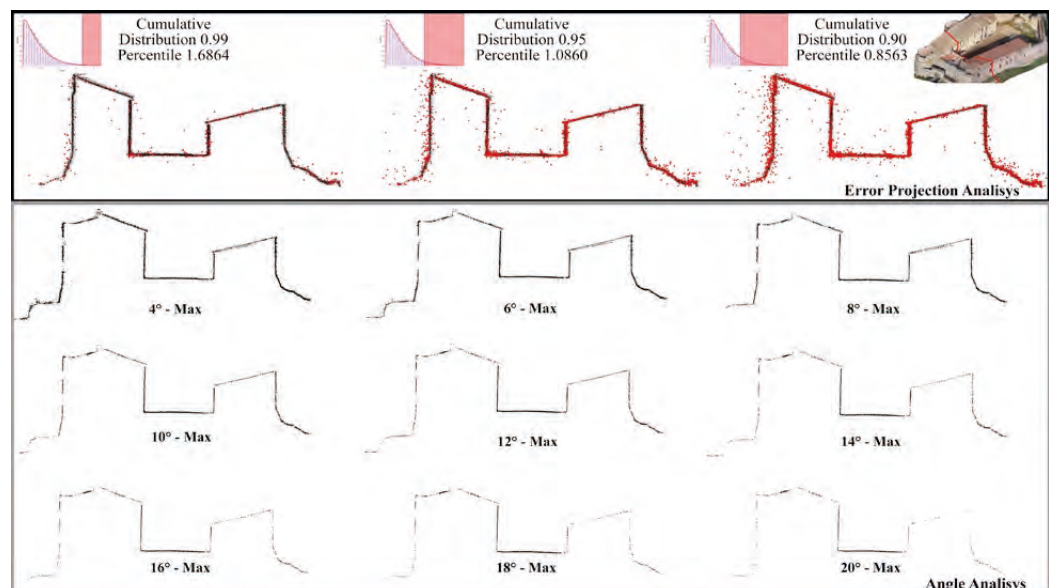 Cumulative
Distribution 0.99
Percentile 1.6864
Cumulative
Distribution 0.95
Percentile 1.0860
Cumulative
Distribution 0.90
Percentile 0.8563
Error Projection Analisys
4° - Max
6° - Max
8° - Max
10° - Max
12° - Max
14° - Max
16° - Max
18° - Max
20° - Max
Angle Analisys